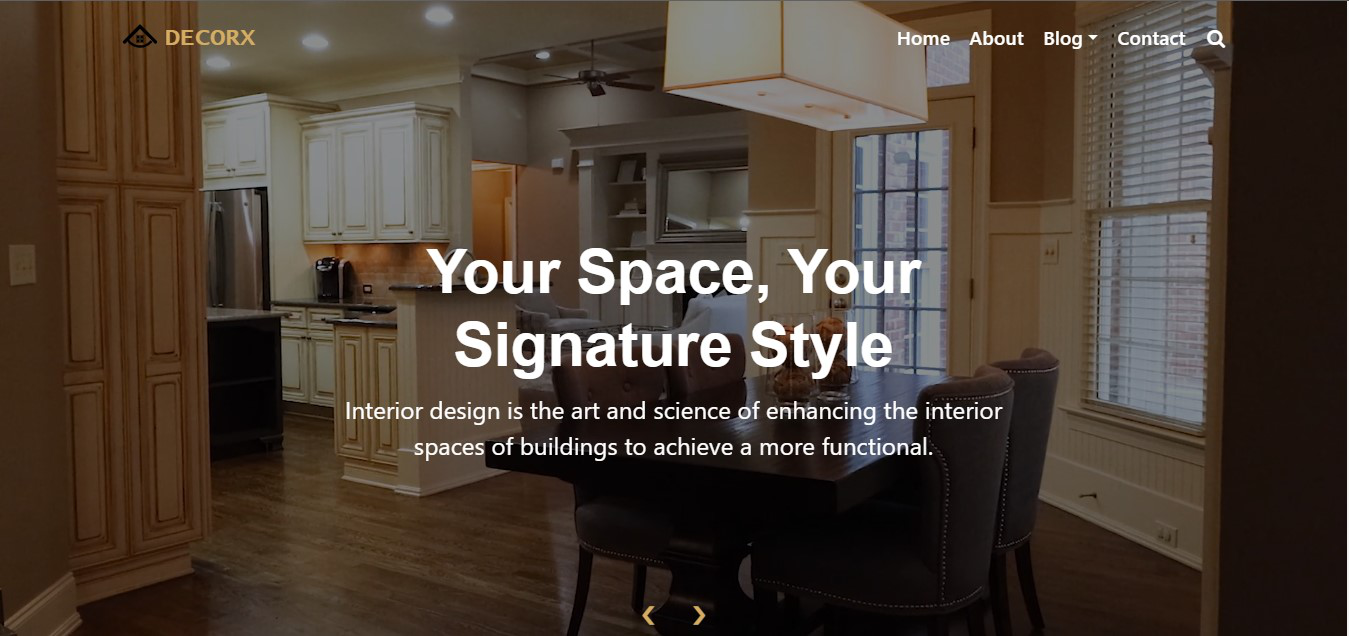 DECORX
Home About Blog Contact
Your Space, Your
Signature Style
Interior design is the art and science of enhancing the interior
spaces of buildings to achieve a more functional.